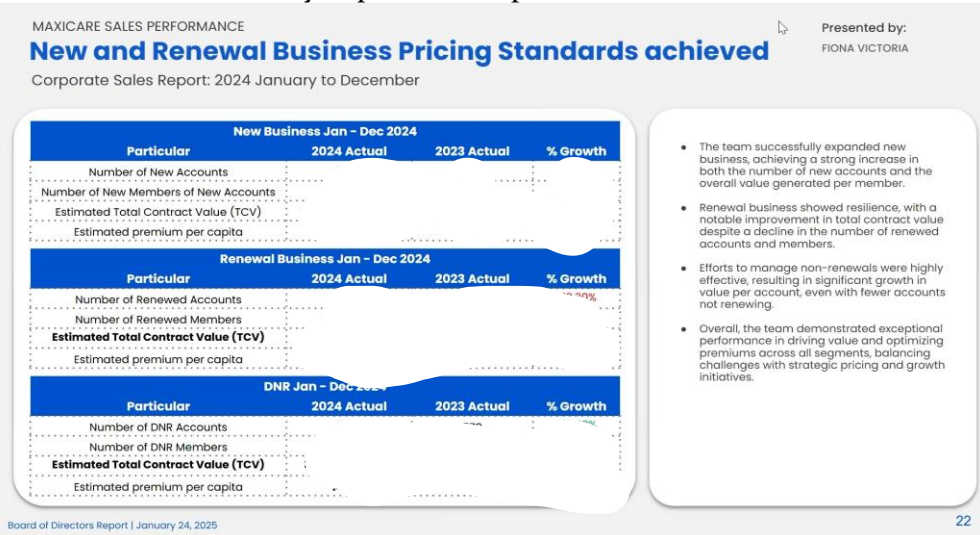 MAXICARE SALES PERFORMANCE
New and Renewal Business Pricing Standards achieved
Corporate Sales Report: 2024 January to December
Presented by:
FIONA VICTORIA
New Business Jan - Dec 2024
Particular 2024 Actual 2023 Actual % Growth
Number of New Accounts
Number of New Members of New Accounts
Estimated Total Contract Value (TCV)
Estimated premium per capita
Renewal Business Jan - Dec 2024
Particular 2024 Actual 2023 Actual % Growth
Number of Renewed Accounts
Number of Renewed Members
Estimated Total Contract Value (TCV)
Estimated premium per capita
DNR Jan - Dec
Particular 2024 Actual 2023 Actual % Growth
Number of DNR Accounts
Number of DNR Members
Estimated Total Contract Value (TCV)
Estimated premium per capita
• The team successfully expanded new
business, achieving a strong increase in
both the number of new accounts and the
overall value generated per member.
• Renewal business showed resilience, with a
notable improvement in total contract value
despite a decline in the number of renewed
accounts and members.
• Efforts to manage non-renewals were highly
effective, resulting in significant growth in
value per account, even with fewer accounts
not renewing.
• Overall, the team demonstrated exceptional
performance in driving value and optimizing
premiums across all segments, balancing
challenges with strategic pricing and growth
initiatives.
Board of Directors Report | January 24, 2025
22